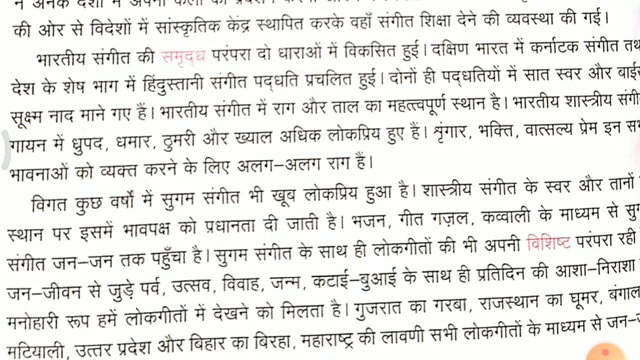 की ओर से विदेशों में सांस्कृतिक केंद्र स्थापित करके वहाँ संगीत शिक्षा देने की व्यवस्था की गई।
भारतीय संगीत की समृद्ध परंपरा दो धाराओं में विकसित हुई। दक्षिण भारत में कर्नाटक संगीत
देश के शेष भाग में हिंदुस्तानी संगीत पद्धति प्रचलित हुई। दोनों ही पद्धतियों में सात स्वर और
सूक्ष्म नाद माने गए हैं। भारतीय संगीत में राग और ताल का महत्त्वपूर्ण स्थान है। भारतीय शास्त्रीय
गायन में ध्रुपद, धमार, ठुमरी और ख्याल अधिक लोकप्रिय हुए हैं। शृंगार, भक्ति, वात्सल्य प्रेम इन
भावनाओं को व्यक्त करने के लिए अलग-अलग राग हैं।
विगत कुछ वर्षों में सुगम संगीत भी खूब लोकप्रिय हुआ है। शास्त्रीय संगीत के स्वर और तानों
स्थान पर इसमें भावपक्ष को प्रधानता दी जाती है। भजन, गीत गज़ल, कव्वाली के माध्यम से
संगीत जन-जन तक पहुँचा है। सुगम संगीत के साथ ही लोकगीतों की भी अपनी विशिष्ट परंपरा रही
जन-जीवन से जुड़े पर्व, उत्सव, विवाह, जन्म, कटाई-बुआई के साथ ही प्रतिदिन की आशा-निराशा
मनोहारी रूप हमें लोकगीतों में देखने को मिलता है। गुजरात का गरबा, राजस्थान का घूमर, बंगाल
भटियाली, उत्तर प्रदेश और बिहार का बिरहा, महाराष्ट्र की लावणी सभी लोकगीतों के माध्यम से